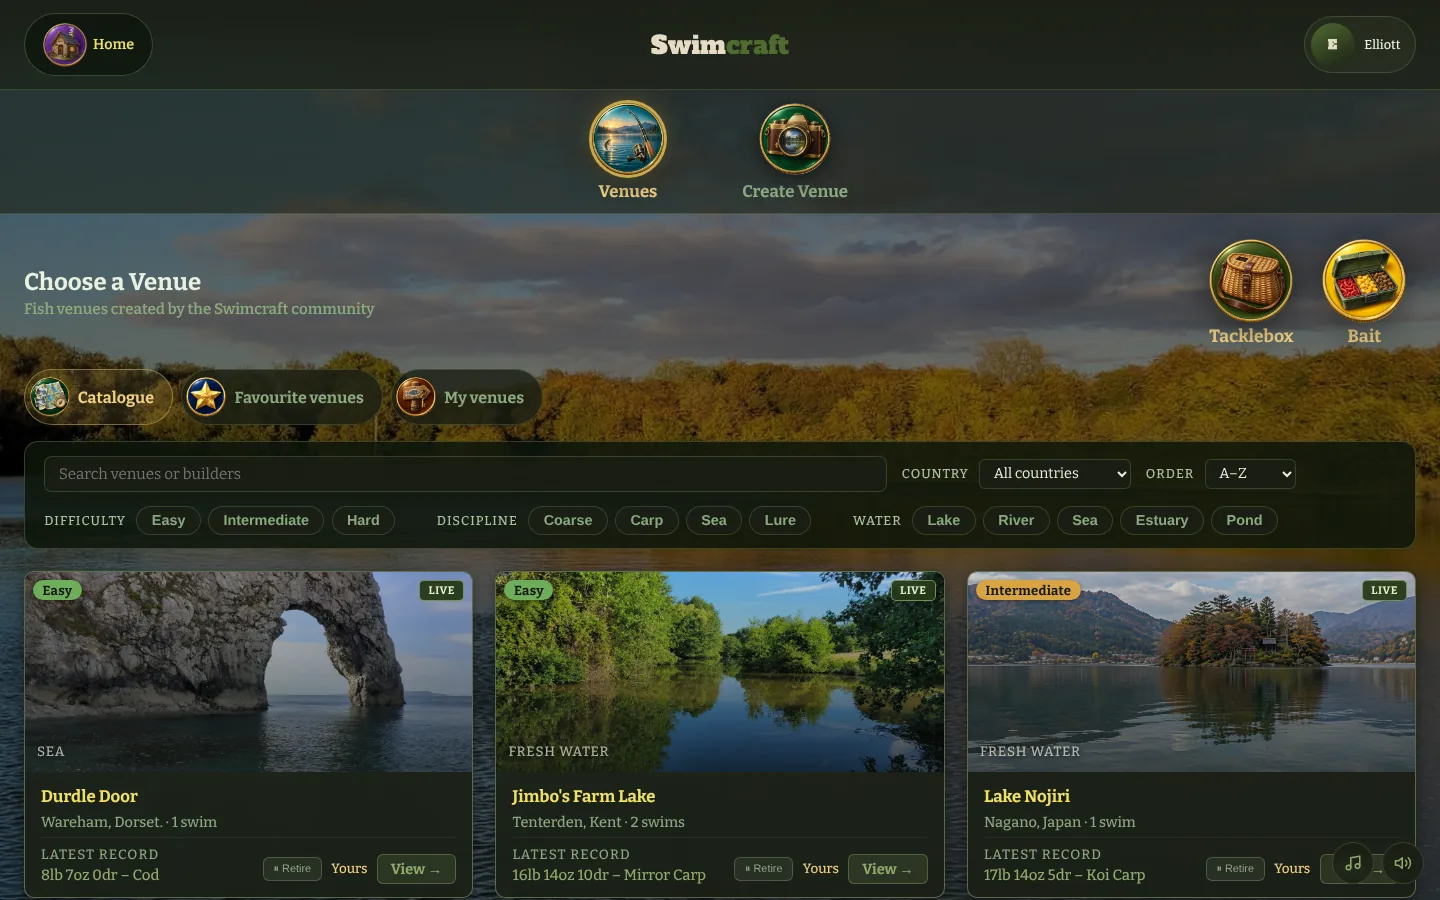 Home
Swimcraft
E
Elliott
Venues
Create Venue
Choose a Venue
Fish venues created by the Swimcraft community
Tacklebox
Bait
Catalogue
Favourite venues
My venues
Search venues or builders
COUNTRY
All countries
ORDER
A–Z
DIFFICULTY
Easy
Intermediate
Hard
DISCIPLINE
Coarse
Carp
Sea
Lure
WATER
Lake
River
Sea
Estuary
Pond
Easy
LIVE
SEA
Durdle Door
Wareham, Dorset. · 1 swim
LATEST RECORD
8lb 7oz 0dr – Cod
Retire
Yours
View →
Easy
LIVE
FRESH WATER
Jimbo's Farm Lake
Tenterden, Kent · 2 swims
LATEST RECORD
16lb 14oz 10dr – Mirror Carp
Retire
Yours
View →
Intermediate
LIVE
FRESH WATER
Lake Nojiri
Nagano, Japan · 1 swim
LATEST RECORD
17lb 14oz 5dr – Koi Carp
Retire
Yours
→